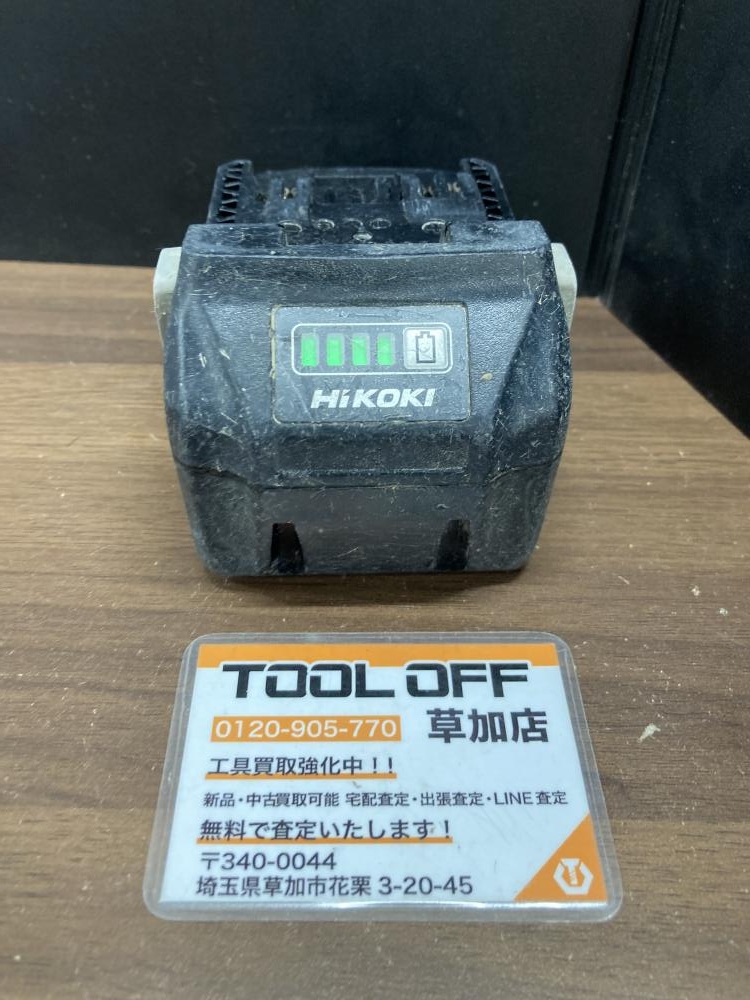 HiKOKI
TOOL OFF
0120-905-770 草加店
工具買取強化中!!
新品・中古買取可能 宅配査定・出張査定・LINE査定
無料で査定いたします!
〒340-0044
埼玉県草加市花栗 3-20-45